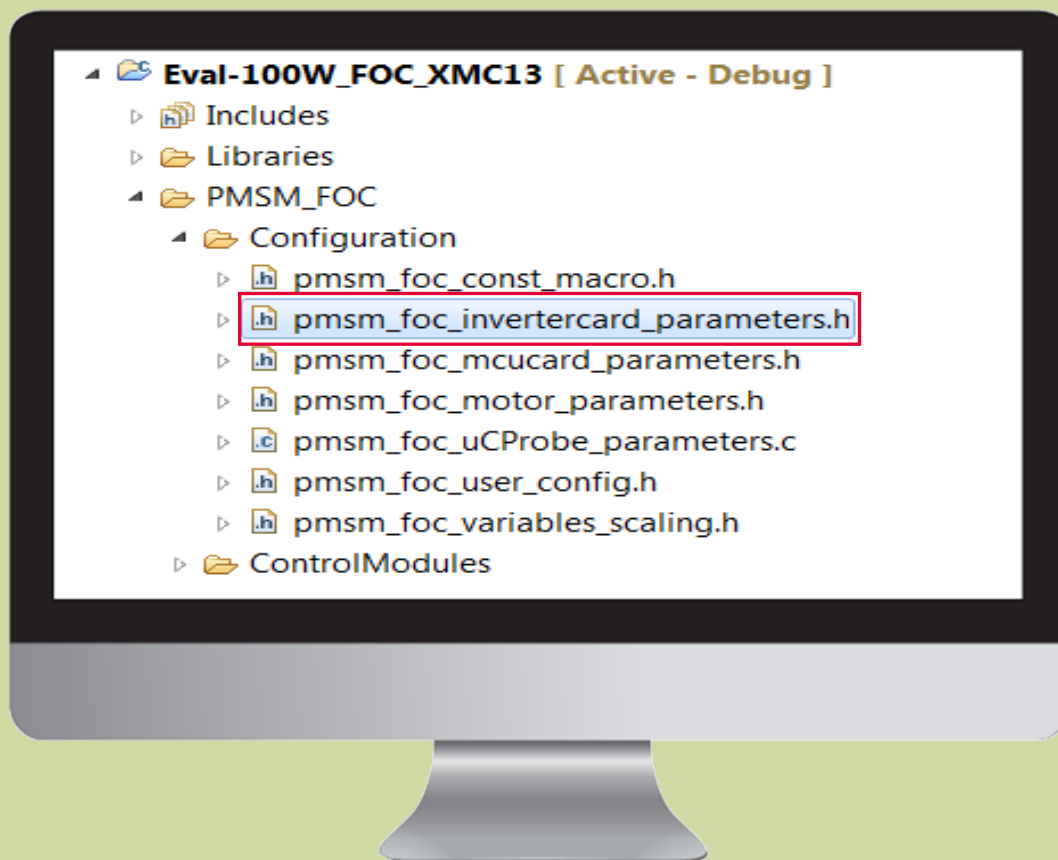 Eval-100W_FOC_XMC13 [ Active - Debug ]
Includes
Libraries
PMSM_FOC
Configuration
pmsm_foc_const_macro.h
pmsm_foc_invertercard_parameters.h
pmsm_foc_mcucard_parameters.h
pmsm_foc_motor_parameters.h
pmsm_foc_uCProbe_parameters.c
pmsm_foc_user_config.h
pmsm_foc_variables_scaling.h
ControlModules